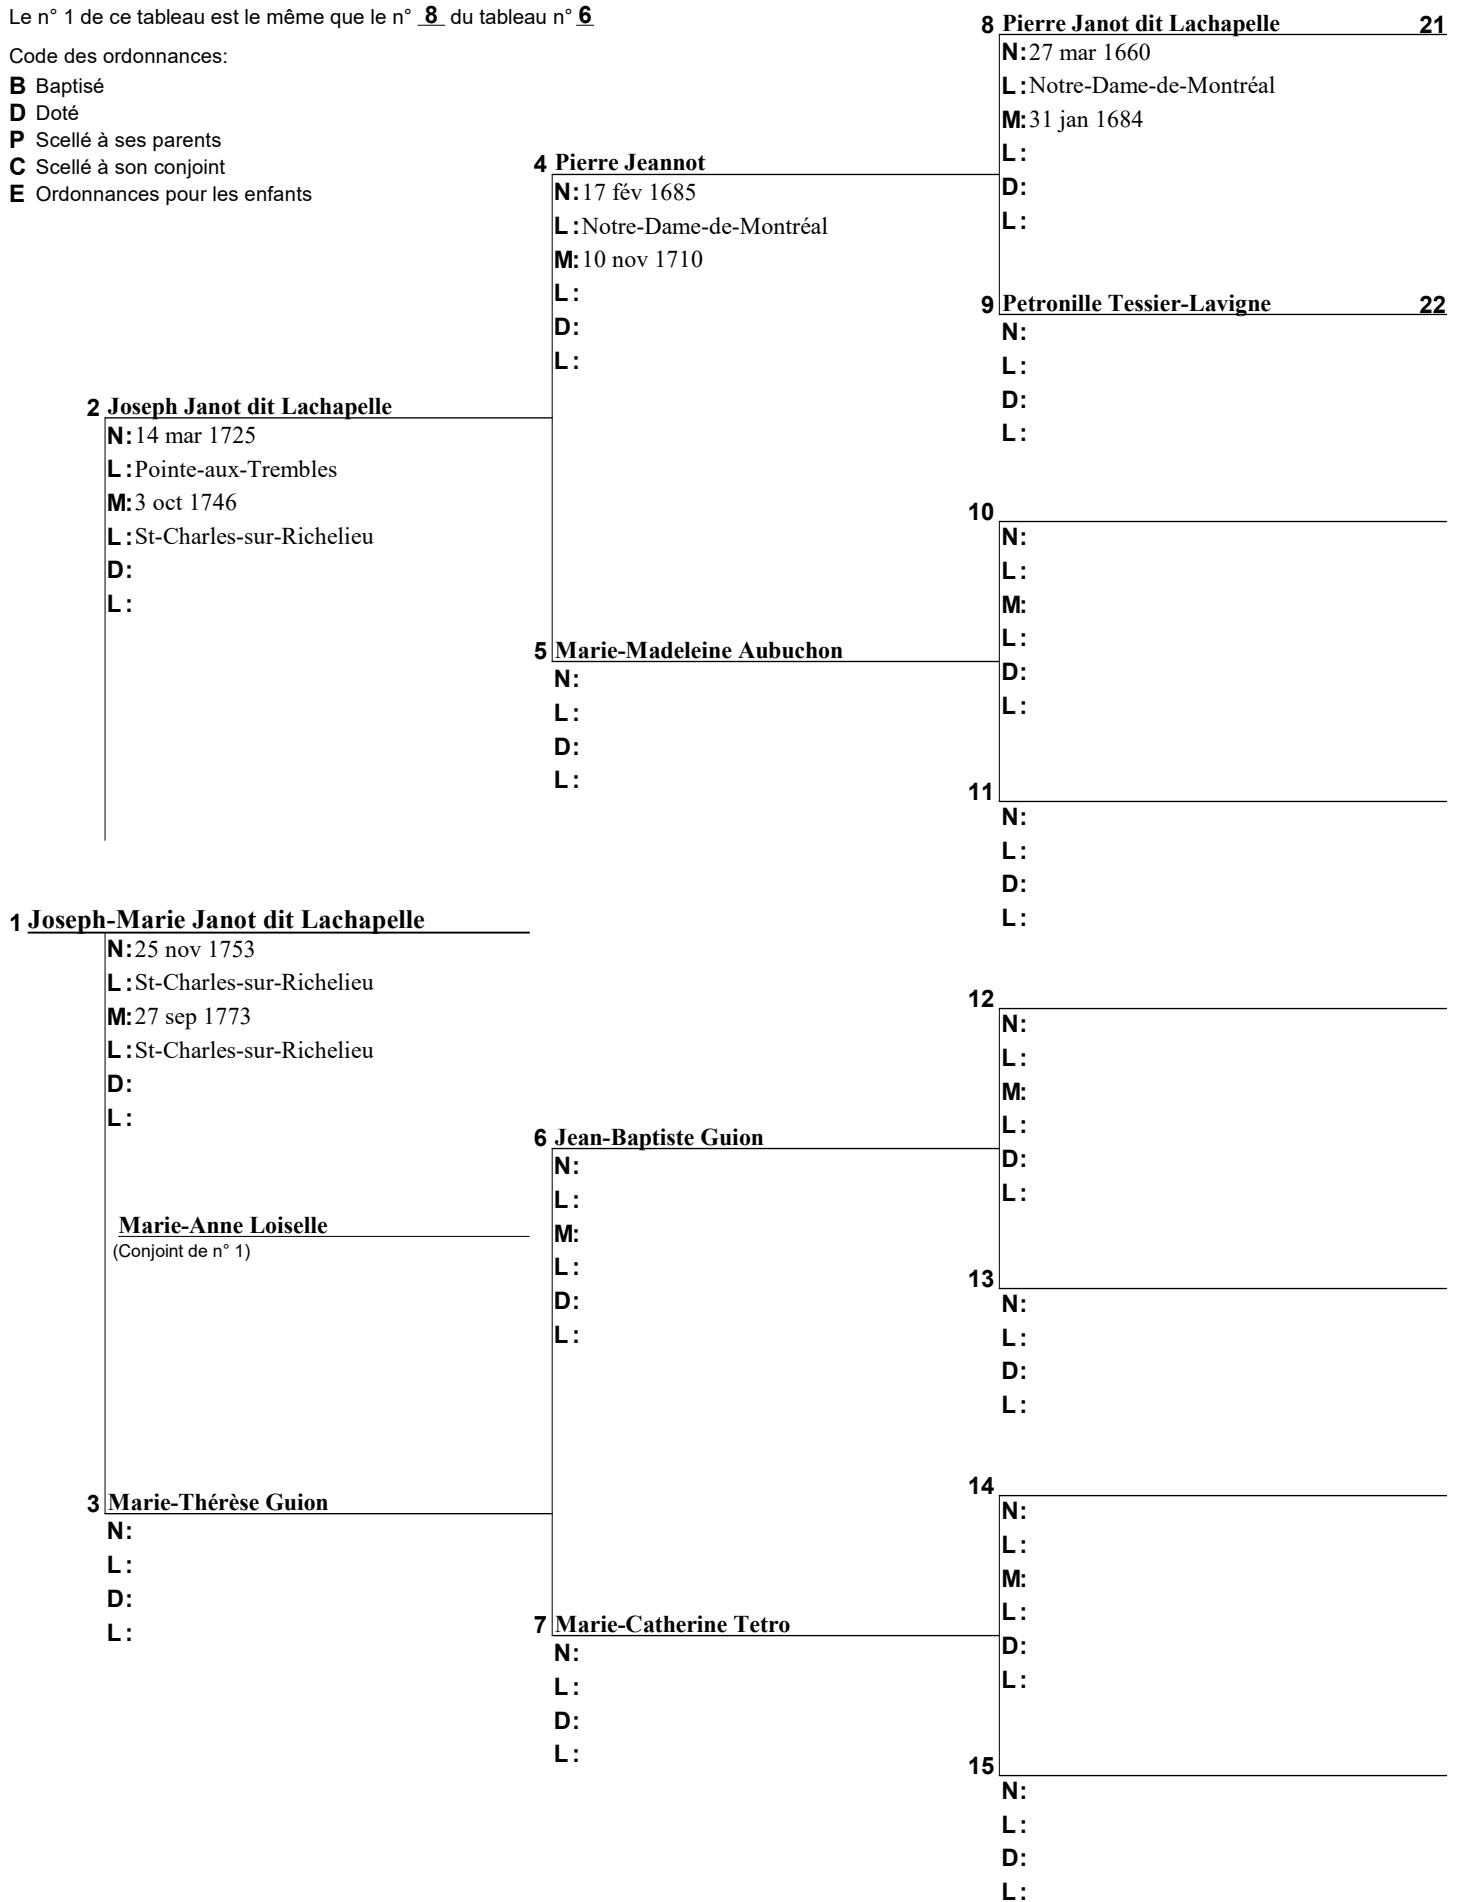 Le n° 1 de ce tableau est le même que le n° 8 du tableau n° 6
Code des ordonnances:
B Baptisé
D Doté
P Scellé à ses parents
C Scellé à son conjoint
E Ordonnances pour les enfants
8 Pierre Janot dit Lachapelle 21
N: 27 mar 1660
L: Notre-Dame-de-Montréal
M: 31 jan 1684
L:
D:
L:
4 Pierre Jeannot
N: 17 fév 1685
L: Notre-Dame-de-Montréal
M: 10 nov 1710
L:
D:
L:
9 Petronille Tessier-Lavigne 22
N:
L:
D:
L:
2 Joseph Janot dit Lachapelle
N: 14 mar 1725
L: Pointe-aux-Trembles
M: 3 oct 1746
L: St-Charles-sur-Richelieu
D:
L:
10
N:
L:
M:
L:
D:
L:
5 Marie-Madeleine Aubuchon
N:
L:
D:
L:
11
N:
L:
D:
L:
1 Joseph-Marie Janot dit Lachapelle
N: 25 nov 1753
L: St-Charles-sur-Richelieu
M: 27 sep 1773
L: St-Charles-sur-Richelieu
D:
L:
Marie-Anne Loiselle
(Conjoint de n° 1)
12
N:
L:
M:
L:
D:
L:
6 Jean-Baptiste Guion
N:
L:
M:
L:
D:
L:
13
N:
L:
D:
L:
3 Marie-Thérèse Guion
N:
L:
D:
L:
14
N:
L:
M:
L:
D:
L:
7 Marie-Catherine Tetro
N:
L:
D:
L:
15
N:
L:
D:
L: